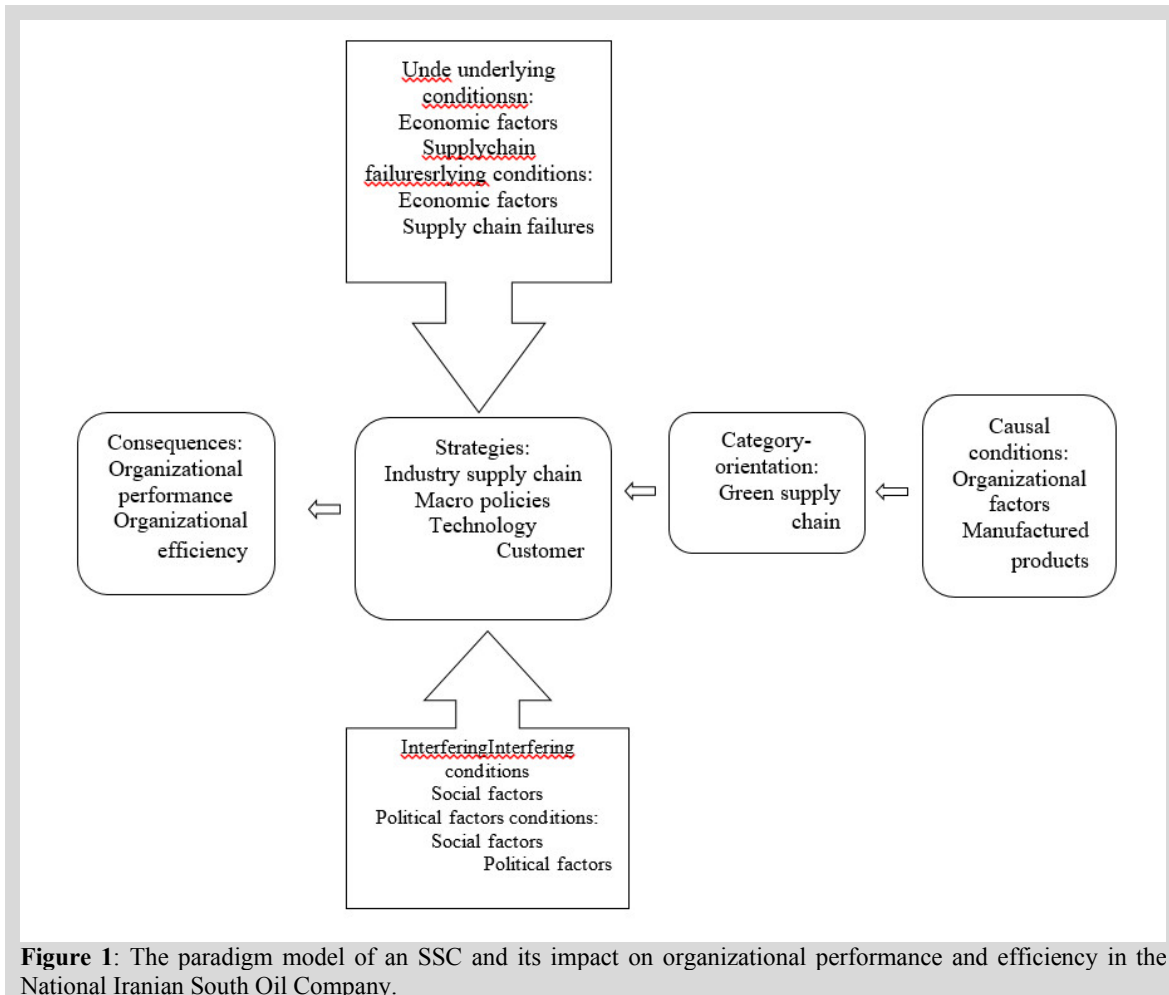 Unde underlying
conditionsn:
Economic factors
Supplychain
failuresrlying conditions:
Economic factors
Supply chain failures
Consequences:
Organizational
performance
Organizational
efficiency
Strategies:
Industry supply chain
Macro policies
Technology
Customer
Category-
orientation:
Green supply
chain
Causal
conditions:
Organizational
factors
Manufactured
products
InterferingInterfering
conditions
Social factors
Political factors conditions:
Social factors
Political factors
Figure 1: The paradigm model of an SSC and its impact on organizational performance and efficiency in the
National Iranian South Oil Company.